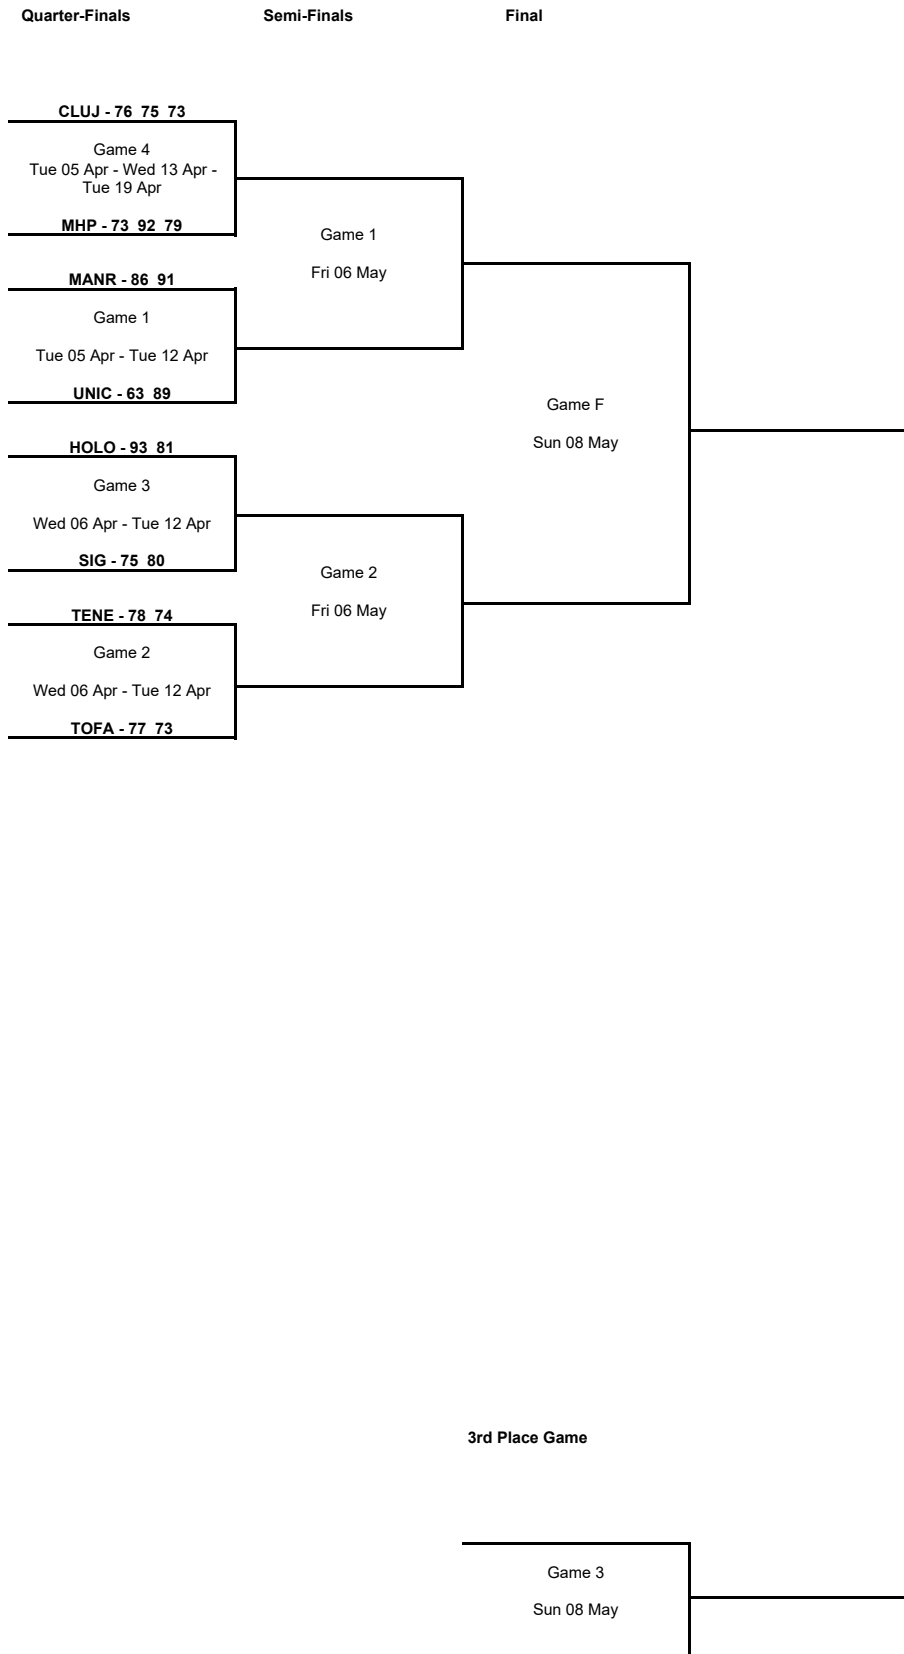 Quarter-Finals Semi-Finals Final
CLUJ - 76 75 73
Game 4
Tue 05 Apr - Wed 13 Apr -
Tue 19 Apr
MHP - 73 92 79
Game 1
Fri 06 May
MANR - 86 91
Game 1
Tue 05 Apr - Tue 12 Apr
UNIC - 63 89
Game F
Sun 08 May
HOLO - 93 81
Game 3
Wed 06 Apr - Tue 12 Apr
SIG - 75 80
Game 2
Fri 06 May
TENE - 78 74
Game 2
Wed 06 Apr - Tue 12 Apr
TOFA - 77 73
3rd Place Game
Game 3
Sun 08 May